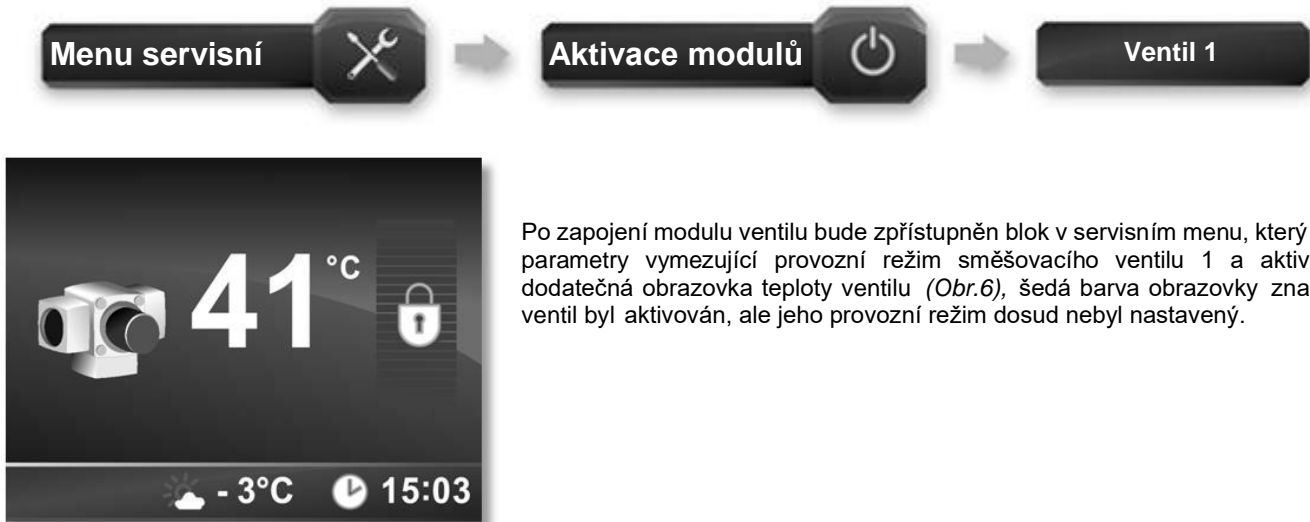 Menu servisní
Aktivace modulů
Ventil 1
41 °C
- 3°C 15:03
Po zapojení modulu ventilu bude zpřístupněn blok v servisním menu, který
parametry vymezující provozní režim směšovacího ventilu 1 a aktiv
dodatečná obrazovka teploty ventilu (Obr.6), šedá barva obrazovky zna
ventil byl aktivován, ale jeho provozní režim dosud nebyl nastavený.